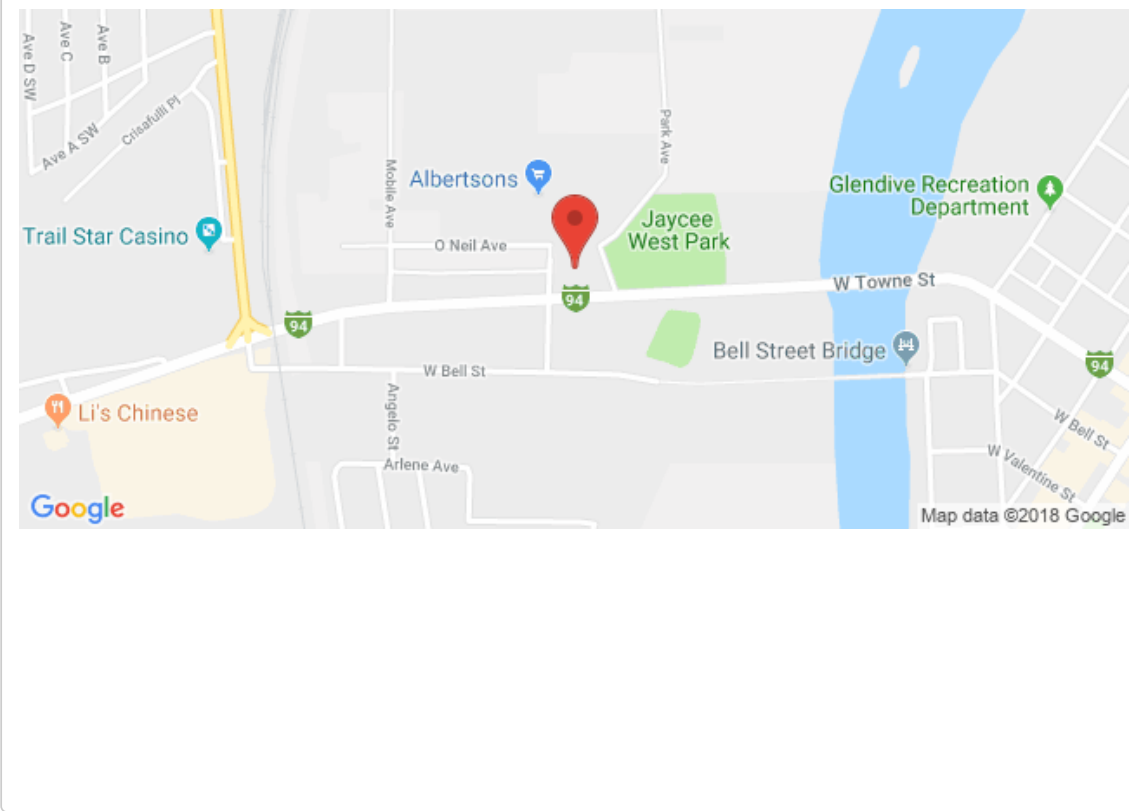 Ave D SW
Ave C
Ave B
Ave A SW
Crisafulli Pl
Mobile Ave
Park Ave
Albertsons
Glendive Recreation
Department
Jaycee
West Park
Trail Star Casino
O Neil Ave
W Towne St
94
94
94
Bell Street Bridge
W Bell St
Li's Chinese
Angelo St
W Bell St
Arlene Ave
W Valentine St
Google
Map data ©2018 Google